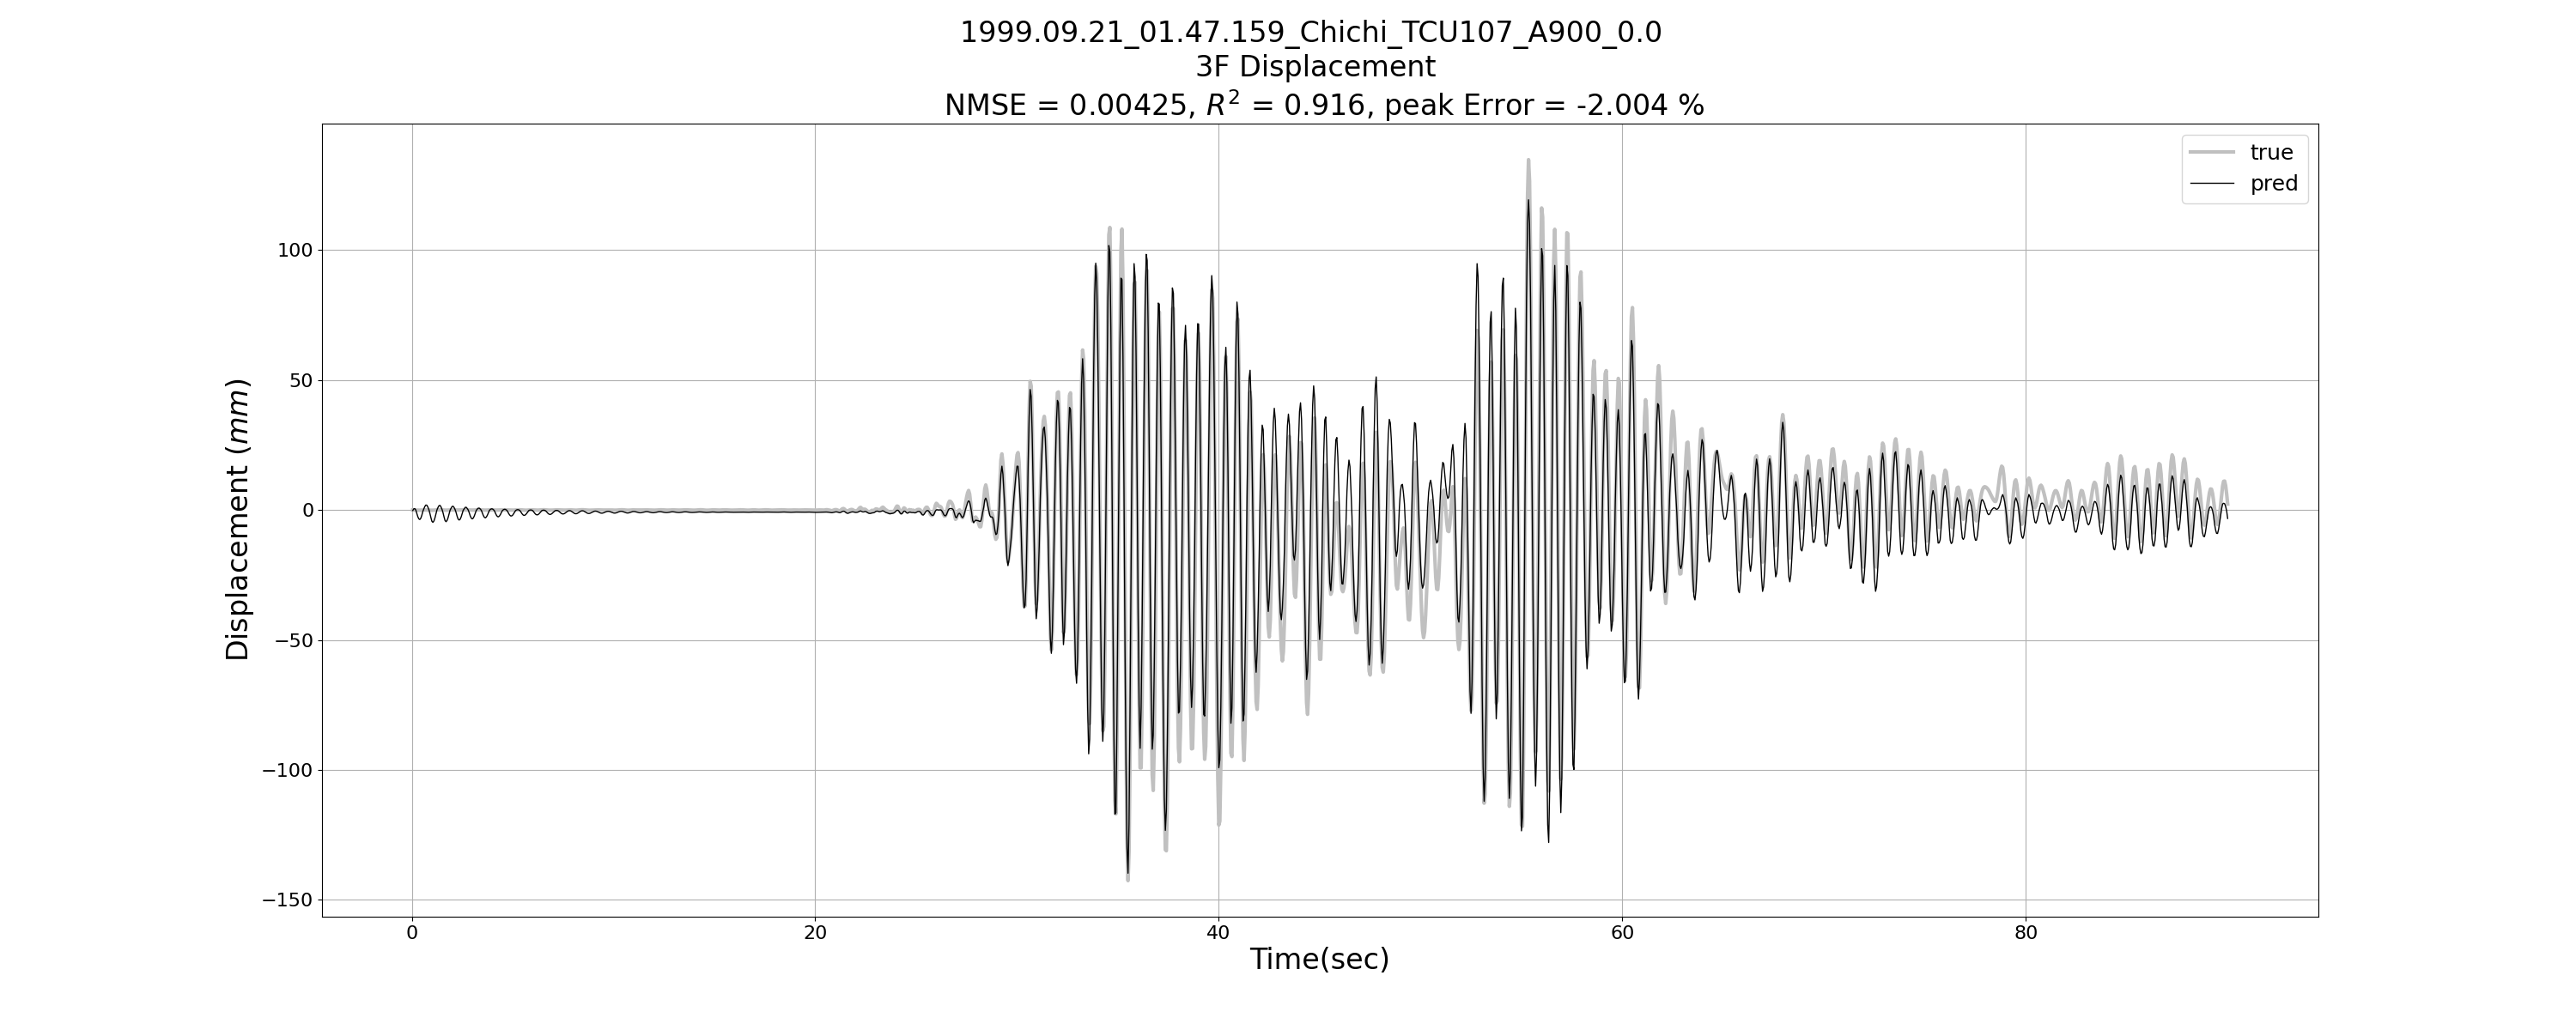 1999.09.21_01.47.159_Chichi_TCU107_A900_0.0
3F Displacement
NMSE = 0.00425, R² = 0.916, peak Error = -2.004 %
true
pred
Displacement (mm)
100
50
0
−50
−100
−150
0
20
40
60
80
Time(sec)